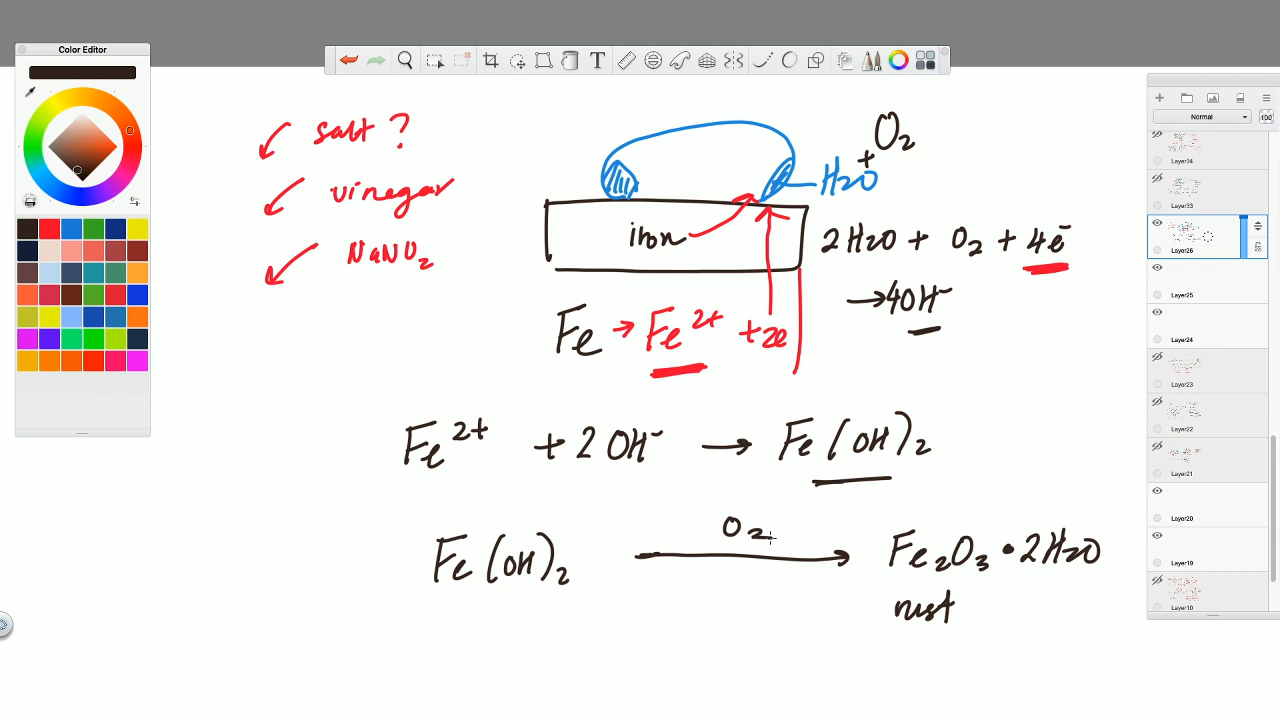 Color Editor
T
Normal
100
Layer34
Layer33
Layer26
Layer25
Layer24
Layer23
Layer22
Layer21
Layer20
Layer19
Layer10
salt ?
vinegar
NaNO2
O2
+
H2O
iron
2H2O + O2 + 4e-
→ 4OH-
Fe → Fe2+ + 2e
Fe2+ + 2OH- → Fe(OH)2
O2
Fe(OH)2 → Fe2O3 • 2H2O
rust